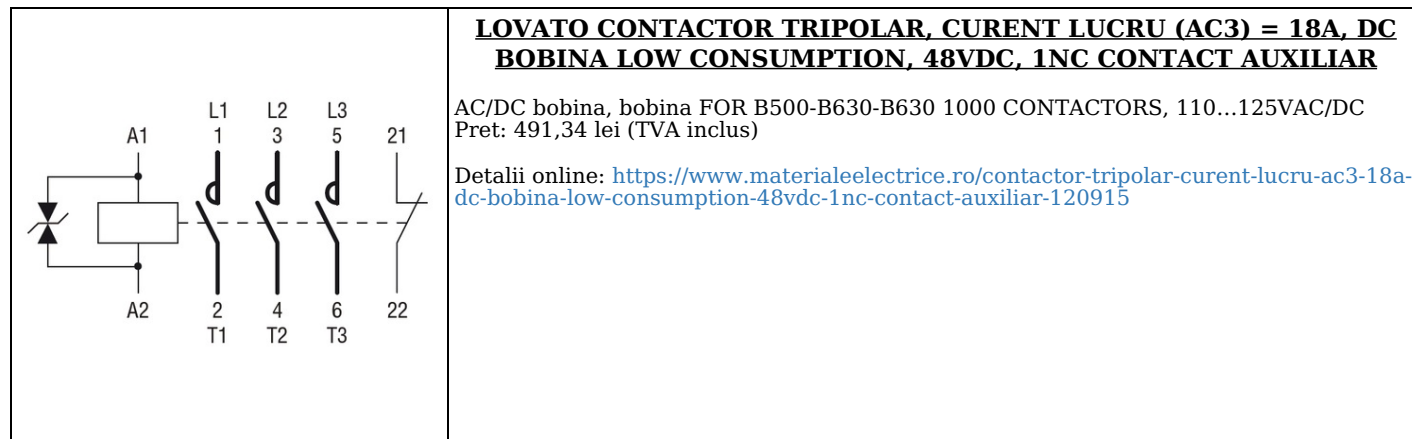 L1 L2 L3
A1 1 3 5 21
A2 2 4 6 22
T1 T2 T3
LOVATO CONTACTOR TRIPOLAR, CURENT LUCRU (AC3) = 18A, DC
BOBINA LOW CONSUMPTION, 48VDC, 1NC CONTACT AUXILIAR
AC/DC bobina, bobina FOR B500-B630-B630 1000 CONTACTORS, 110…125VAC/DC
Pret: 491,34 lei (TVA inclus)
Detalii online: https://www.materialeelectrice.ro/contactor-tripolar-curent-lucru-ac3-18a-
dc-bobina-low-consumption-48vdc-1nc-contact-auxiliar-120915